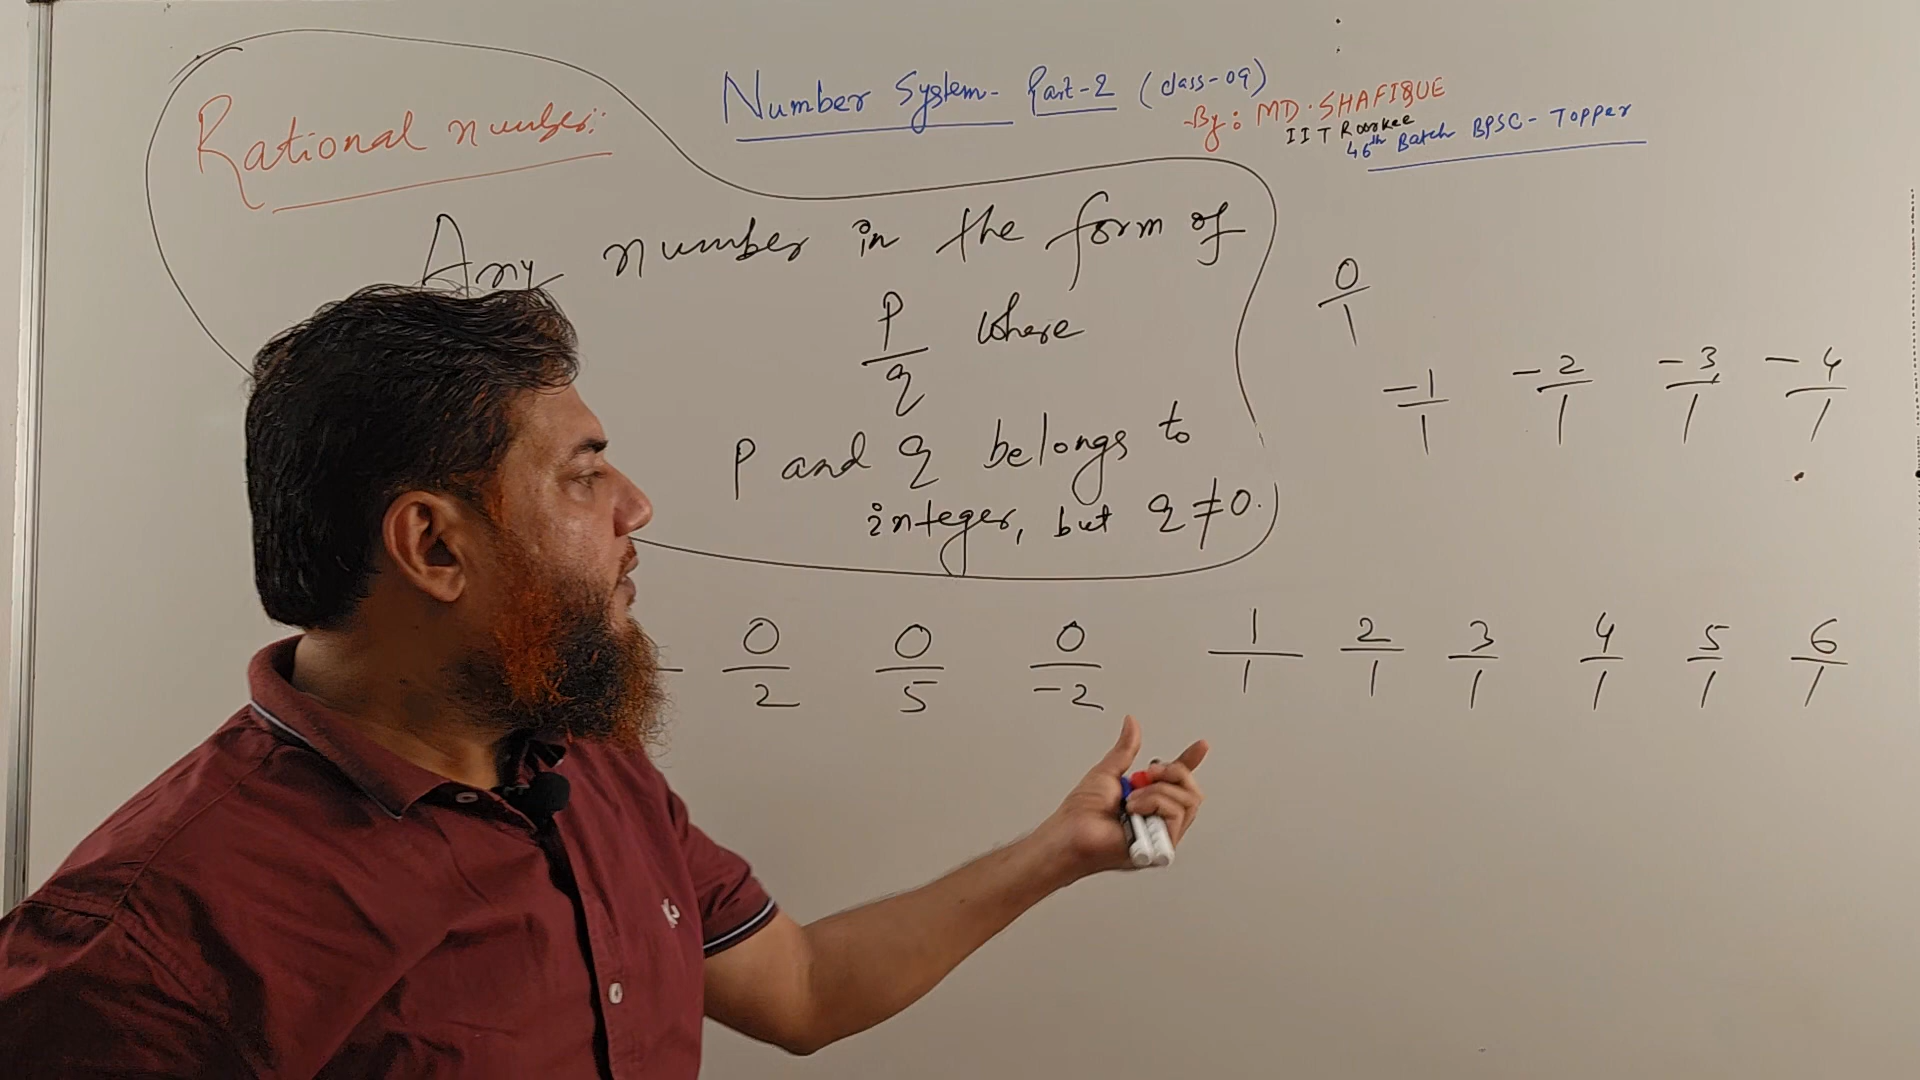 Number System- Part-2 (class-09)
-By: MD. SHAFIQUE
IIT Roorkee
46th Batch BPSC - Topper
Rational number:
Any number in the form of
p/q where
p and q belongs to
integer, but q ≠ 0.
0/1
-1/1 -2/1 -3/1 -4/1
0/2 0/5 0/-2 1/1 2/1 3/1 4/1 5/1 6/1